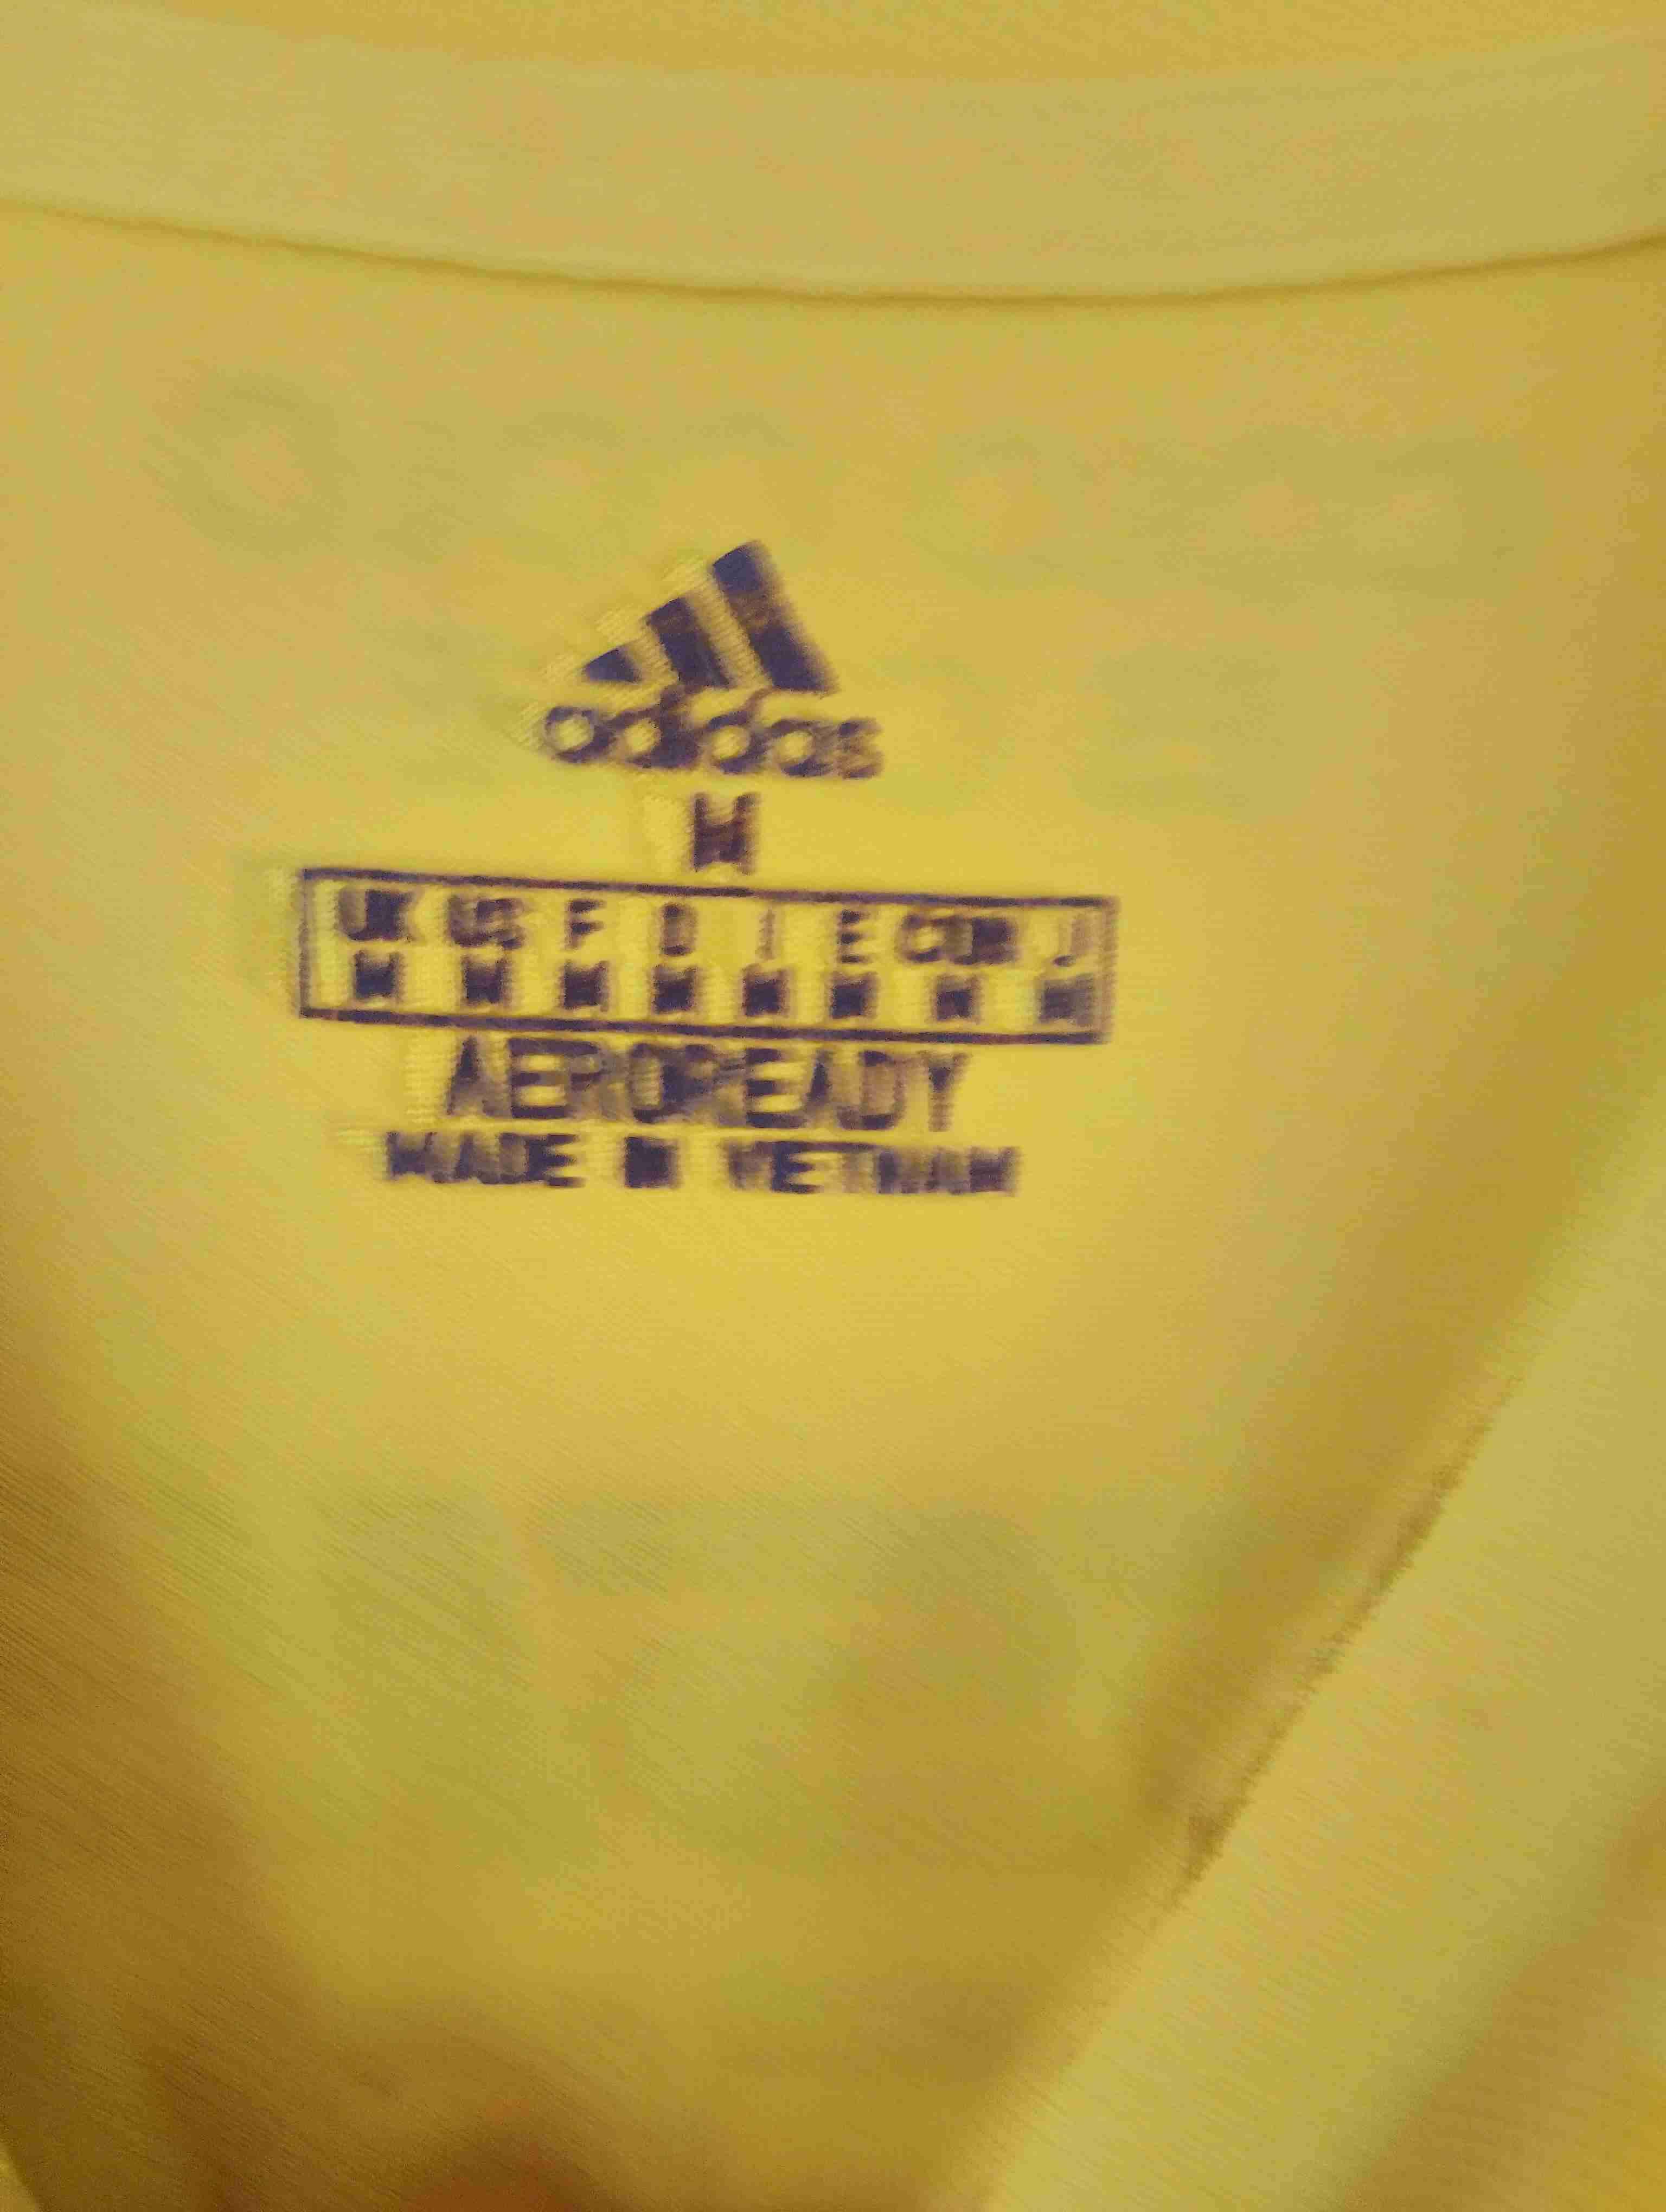 adidas
M
UK US F D I E CHN J
M M M M M M M M
AEROREADY
MADE IN VIETNAM